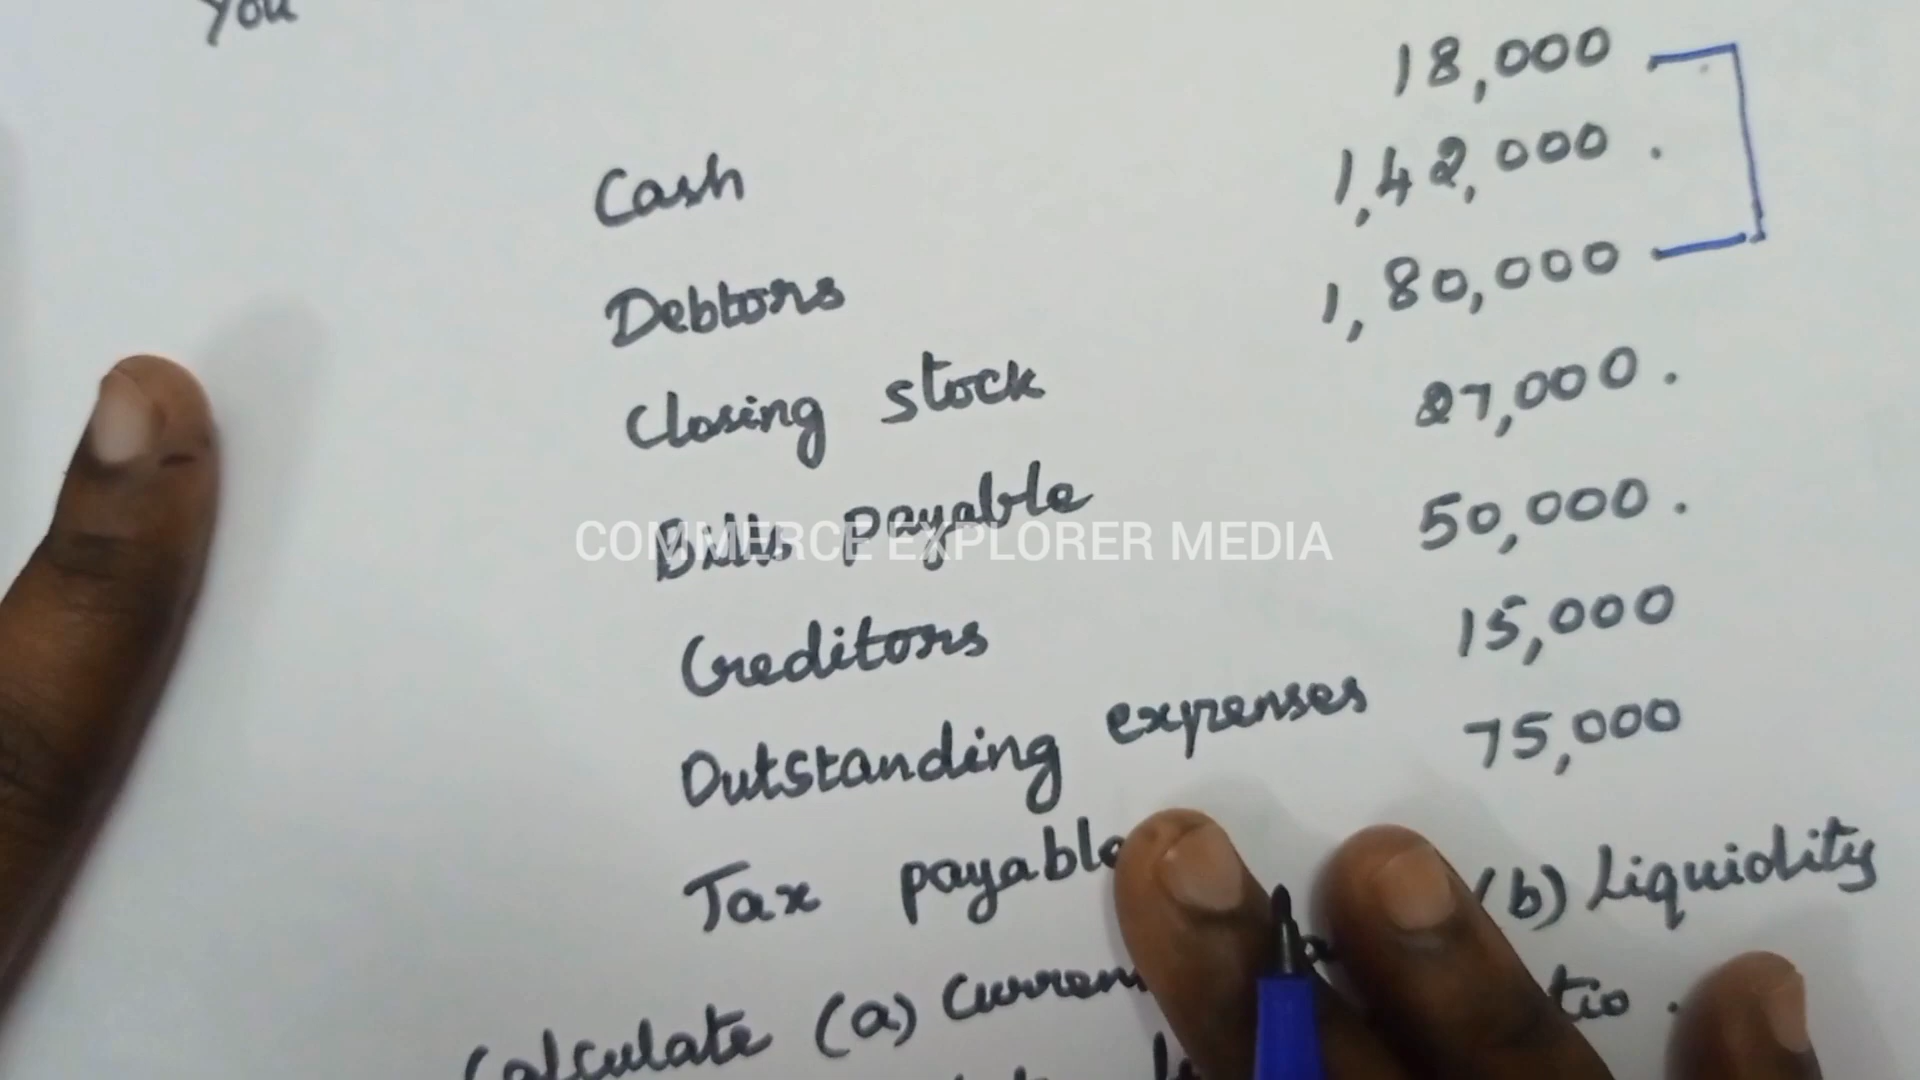 you
Cash 18,000
Debtors 1,42,000 .
Closing stock 1,80,000
Bills payable 27,000 .
Creditors 50,000 .
Outstanding expenses 15,000
Tax payable 75,000
Calculate (a) Curren (b) Liquidity
tio .
COMMERCE EXPLORER MEDIA